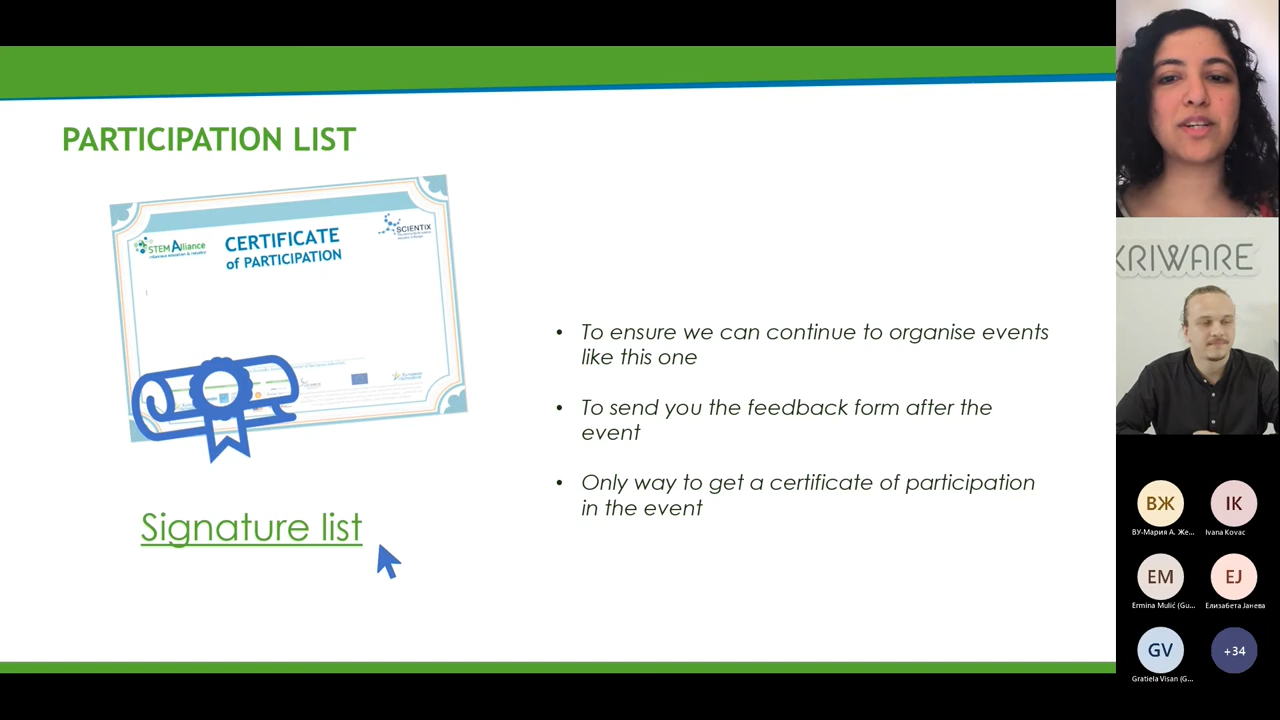 PARTICIPATION LIST
STEM Alliance
SCIENTIX
CERTIFICATE
of PARTICIPATION
Signature list
• To ensure we can continue to organise events
like this one
• To send you the feedback form after the
event
• Only way to get a certificate of participation
in the event
KRIWARE
ВЖ
IK
ВУ-Мария А. Же...
Ivana Kovac
EM
EJ
Ermina Mulić (Gu...
Елизабета Јанева
GV
+34
Gratiela Visan (G...